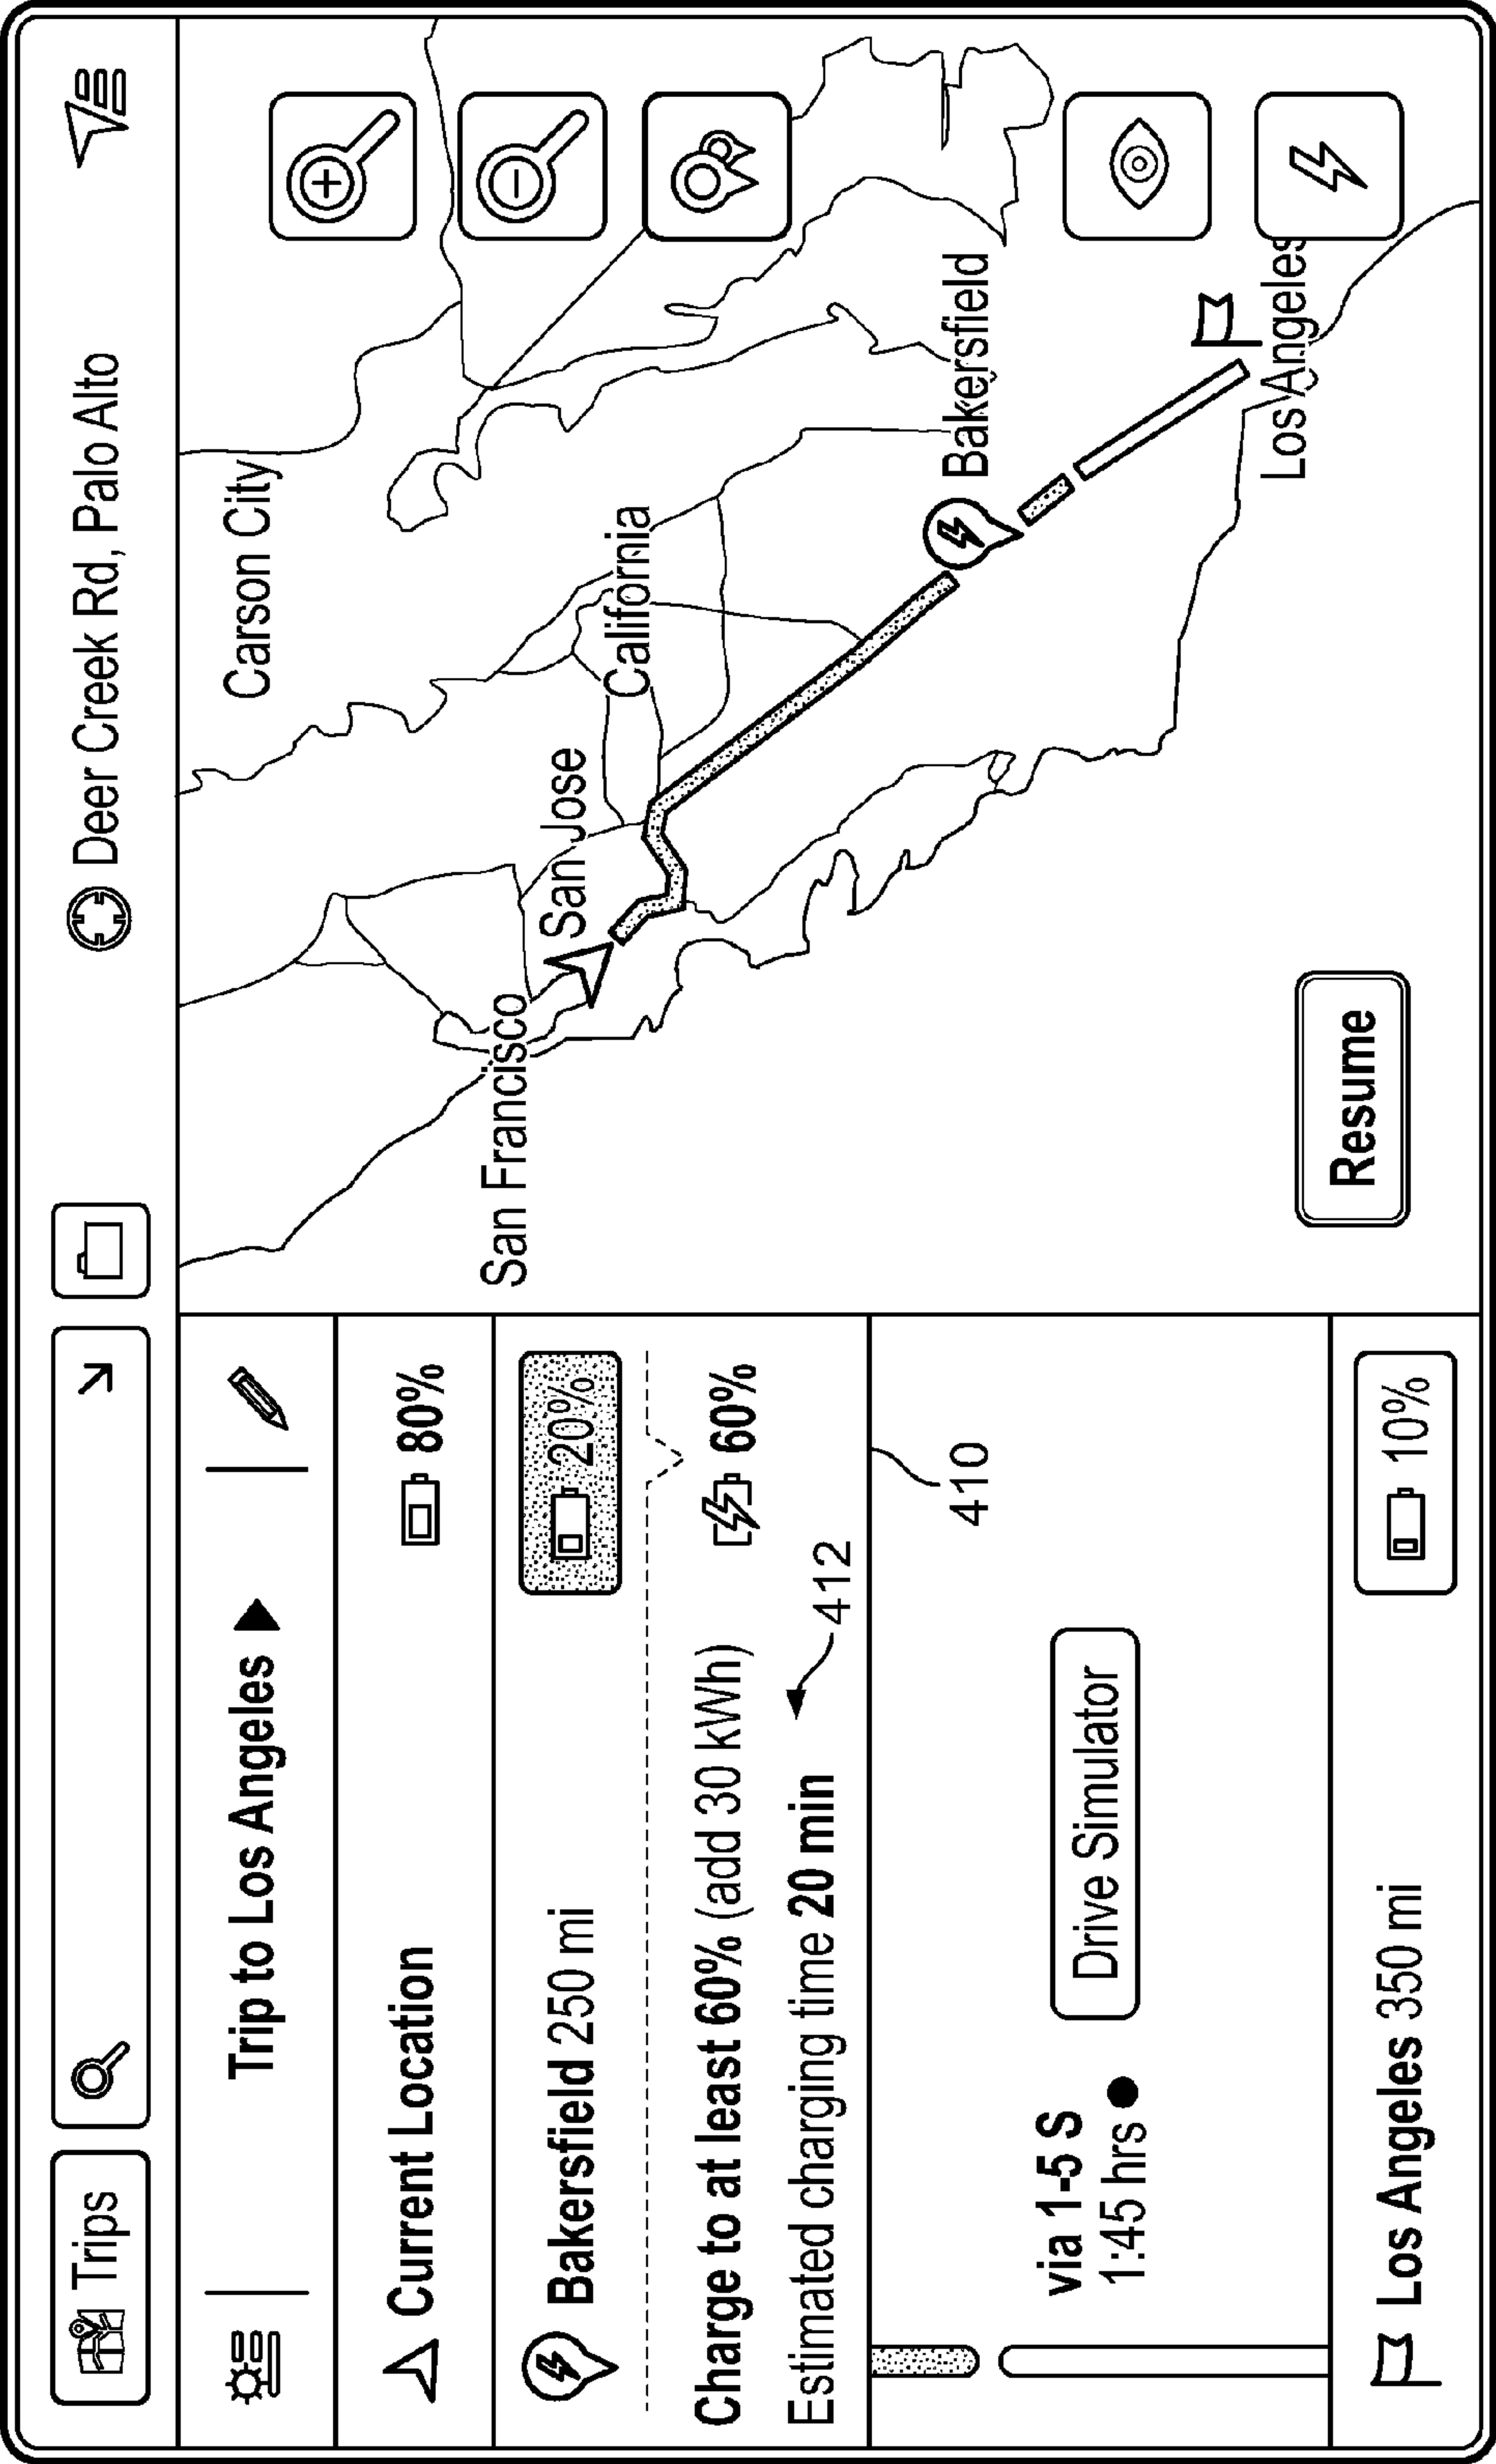 Trips
Deer Creek Rd, Palo Alto
Trip to Los Angeles
Current Location 80%
Bakersfield 250 mi 20%
Charge to at least 60% (add 30 kWh) 60%
Estimated charging time 20 min
412
410
via 1-5 S
1:45 hrs
Drive Simulator
Los Angeles 350 mi 10%
Carson City
San Francisco
San Jose
California
Bakersfield
Los Angeles
Resume